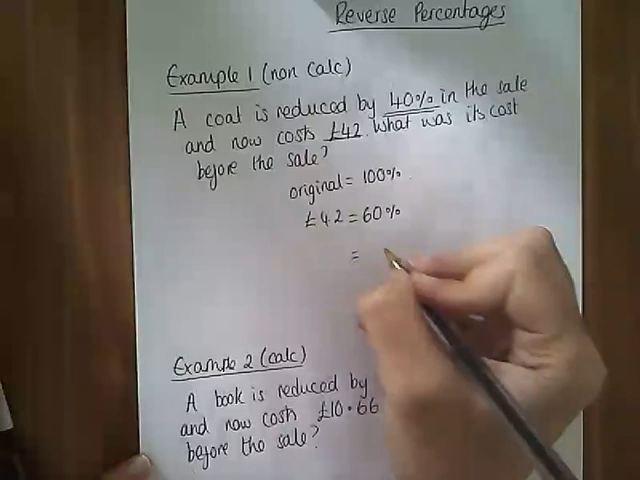 Reverse Percentages
Example 1 (non calc)
A coat is reduced by 40% in the sale
and now costs £42. What was its cost
before the sale?
original = 100%
£42 = 60%
=
Example 2 (calc)
A book is reduced by
and now costs £10.66
before the sale?